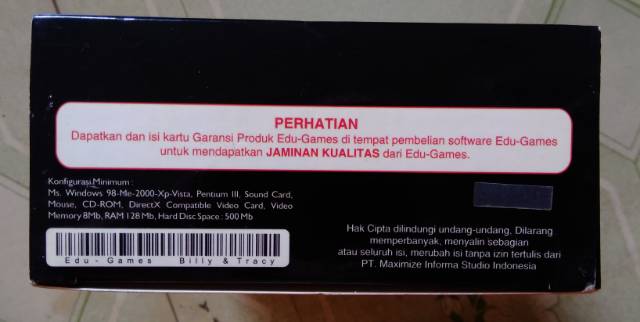 PERHATIAN
Dapatkan dan isi kartu Garansi Produk Edu-Games di tempat pembelian software Edu-Games
untuk mendapatkan JAMINAN KUALITAS dari Edu-Games.
Konfigurasi Minimum :
Ms. Windows 98-Me-2000-Xp-Vista, Pentium III, Sound Card,
Mouse, CD-ROM, DirectX Compatible Video Card, Video
Memory 8Mb, RAM 128 Mb, Hard Disc Space : 500 Mb
Edu - Games Billy & Tracy
Hak Cipta dilindungi undang-undang, Dilarang
memperbanyak, menyalin sebagian
atau seluruh isi, merubah isi tanpa izin tertulis dari
PT. Maximize Informa Studio Indonesia